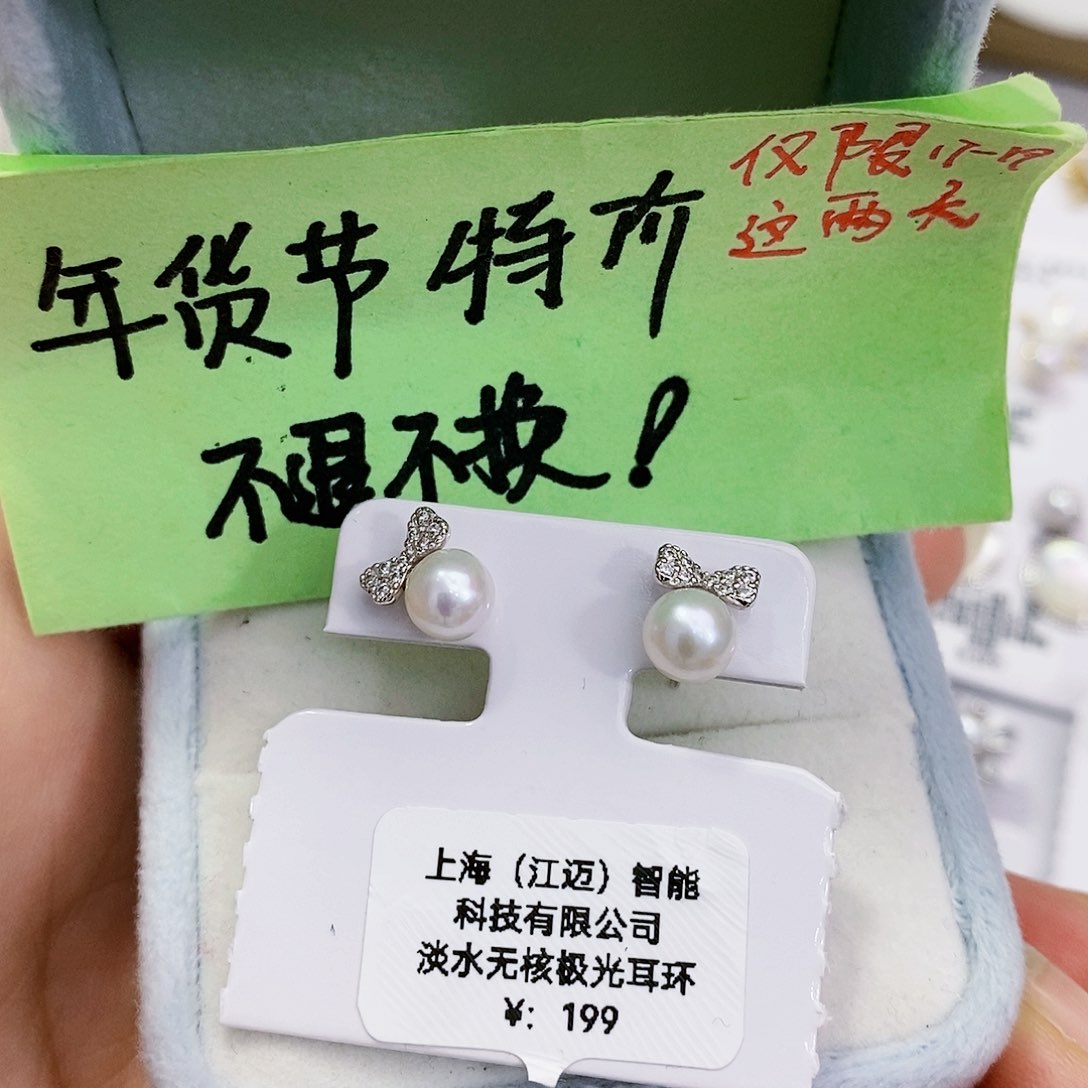 仅限17-19
这两天
年货节 特价
不退不换！
上海（江迈）智能
科技有限公司
淡水无核极光耳环
￥: 199